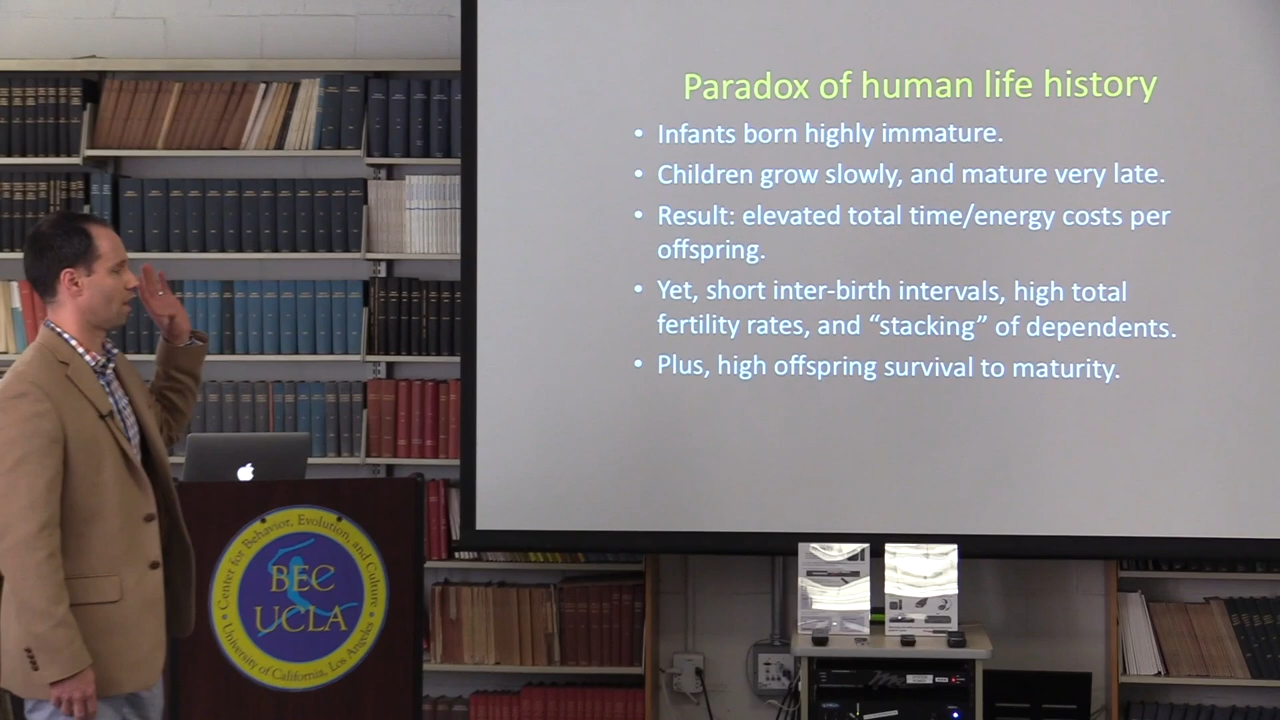 Paradox of human life history
• Infants born highly immature.
• Children grow slowly, and mature very late.
• Result: elevated total time/energy costs per
offspring.
• Yet, short inter-birth intervals, high total
fertility rates, and “stacking” of dependents.
• Plus, high offspring survival to maturity.
Center for Behavior, Evolution, and Culture
BEC
UCLA
University of California, Los Angeles